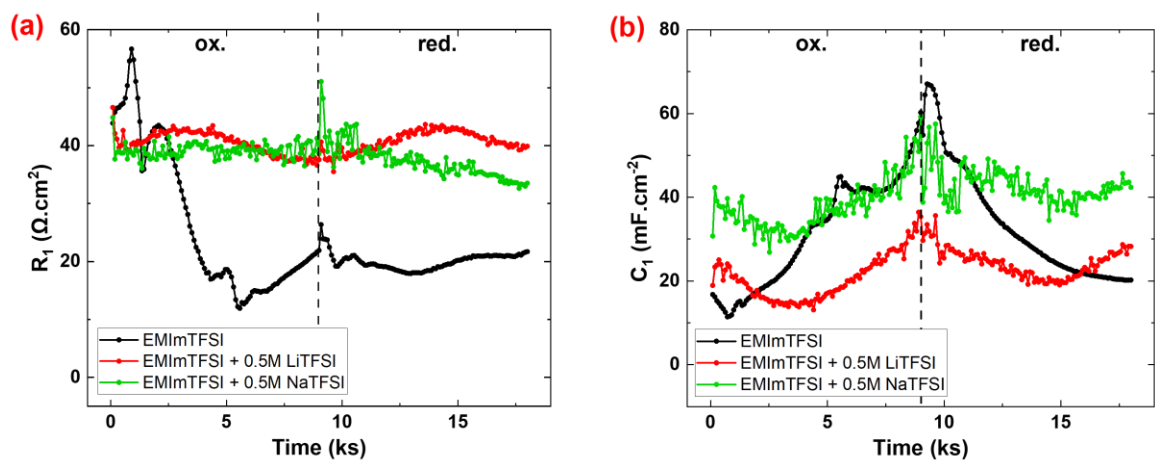 (a)
ox.
red.
60
40
20
0
R1 (Ω.cm2)
0
5
10
15
Time (ks)
EMImTFSI
EMImTFSI + 0.5M LiTFSI
EMImTFSI + 0.5M NaTFSI
(b)
ox.
red.
80
60
40
20
0
C1 (mF.cm-2)
0
5
10
15
Time (ks)
EMImTFSI
EMImTFSI + 0.5M LiTFSI
EMImTFSI + 0.5M NaTFSI